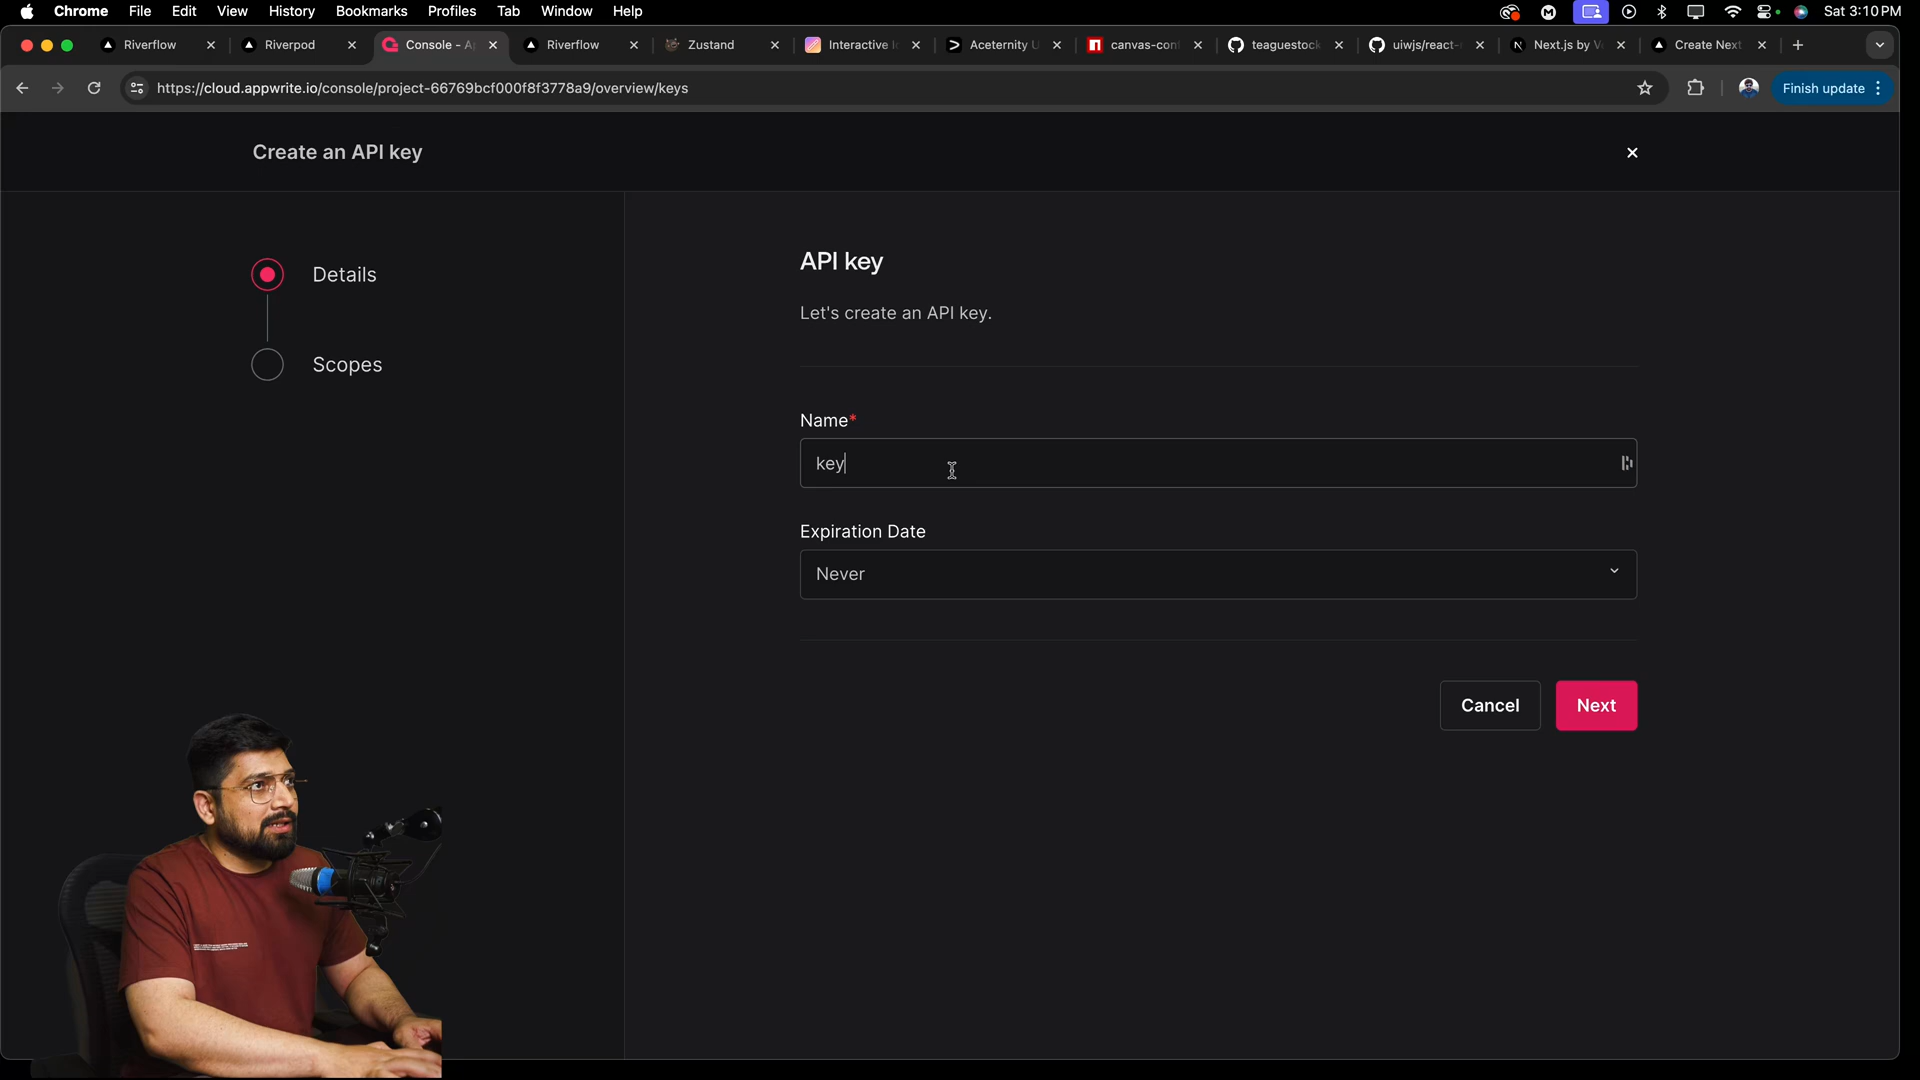 Chrome File Edit View History Bookmarks Profiles Tab Window Help Sat 3:10 PM
Riverflow Riverpod Console - A Riverflow Zustand Interactive Aceternity U canvas-con teaguestock uiwjs/react- Next.js by Create Next
https://cloud.appwrite.io/console/project-66769bcf000f8f3778a9/overview/keys Finish update
Create an API key
Details
Scopes
API key
Let's create an API key.
Name*
key
Expiration Date
Never
Cancel Next